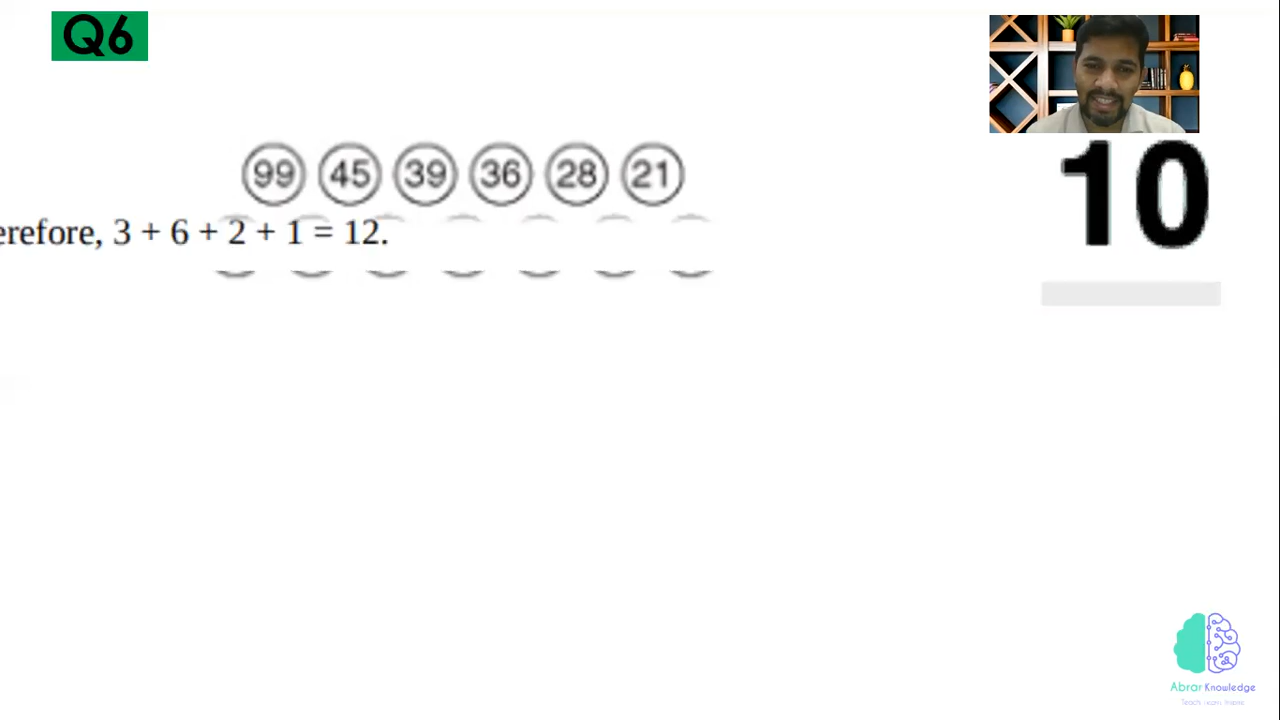 Q6
99 45 39 36 28 21
erefore, 3 + 6 + 2 + 1 = 12.
10
Abrar Knowledge